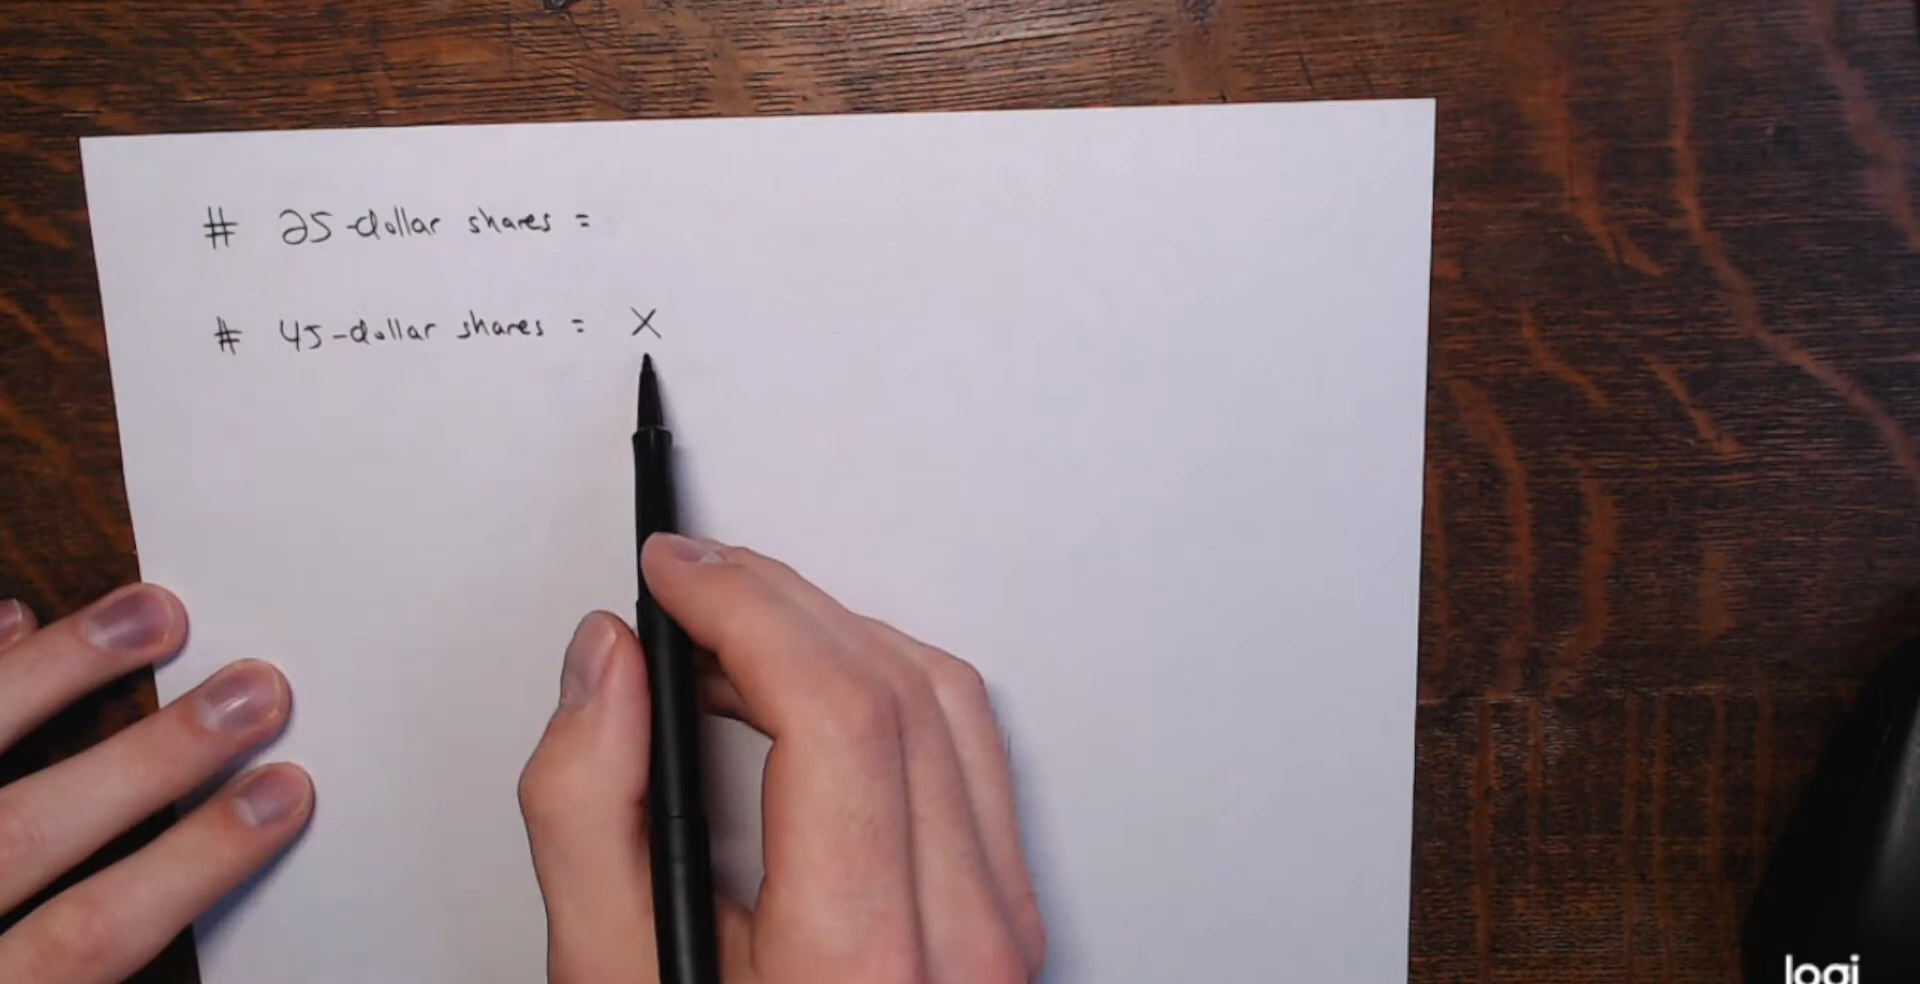 # 25-dollar shares =
# 45-dollar shares = X
logi